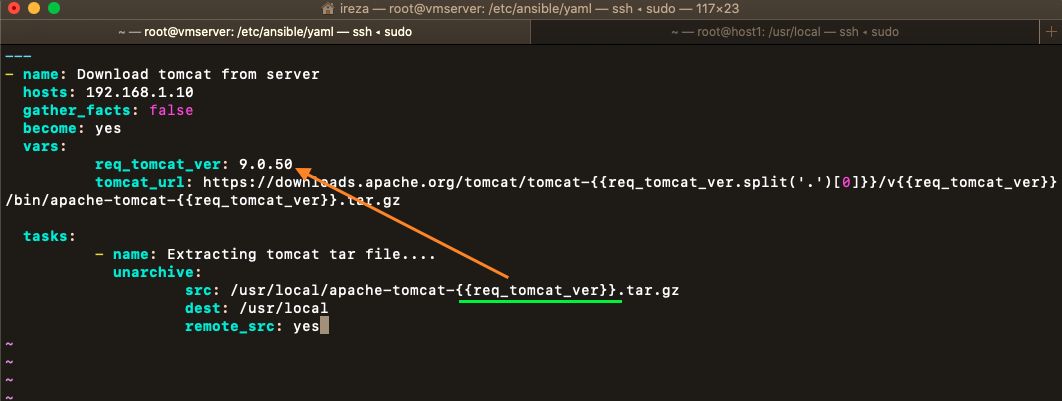 ireza — root@vmserver: /etc/ansible/yaml — ssh ◂ sudo — 117×23
~ — root@vmserver: /etc/ansible/yaml — ssh ◂ sudo
~ — root@host1: /usr/local — ssh ◂ sudo
+
---
- name: Download tomcat from server
hosts: 192.168.1.10
gather_facts: false
become: yes
vars:
req_tomcat_ver: 9.0.50
tomcat_url: https://downloads.apache.org/tomcat/tomcat-{{req_tomcat_ver.split('.')[0]}}/v{{req_tomcat_ver}}
/bin/apache-tomcat-{{req_tomcat_ver}}.tar.gz
tasks:
- name: Extracting tomcat tar file....
unarchive:
src: /usr/local/apache-tomcat-{{req_tomcat_ver}}.tar.gz
dest: /usr/local
remote_src: yes
~
~
~
~